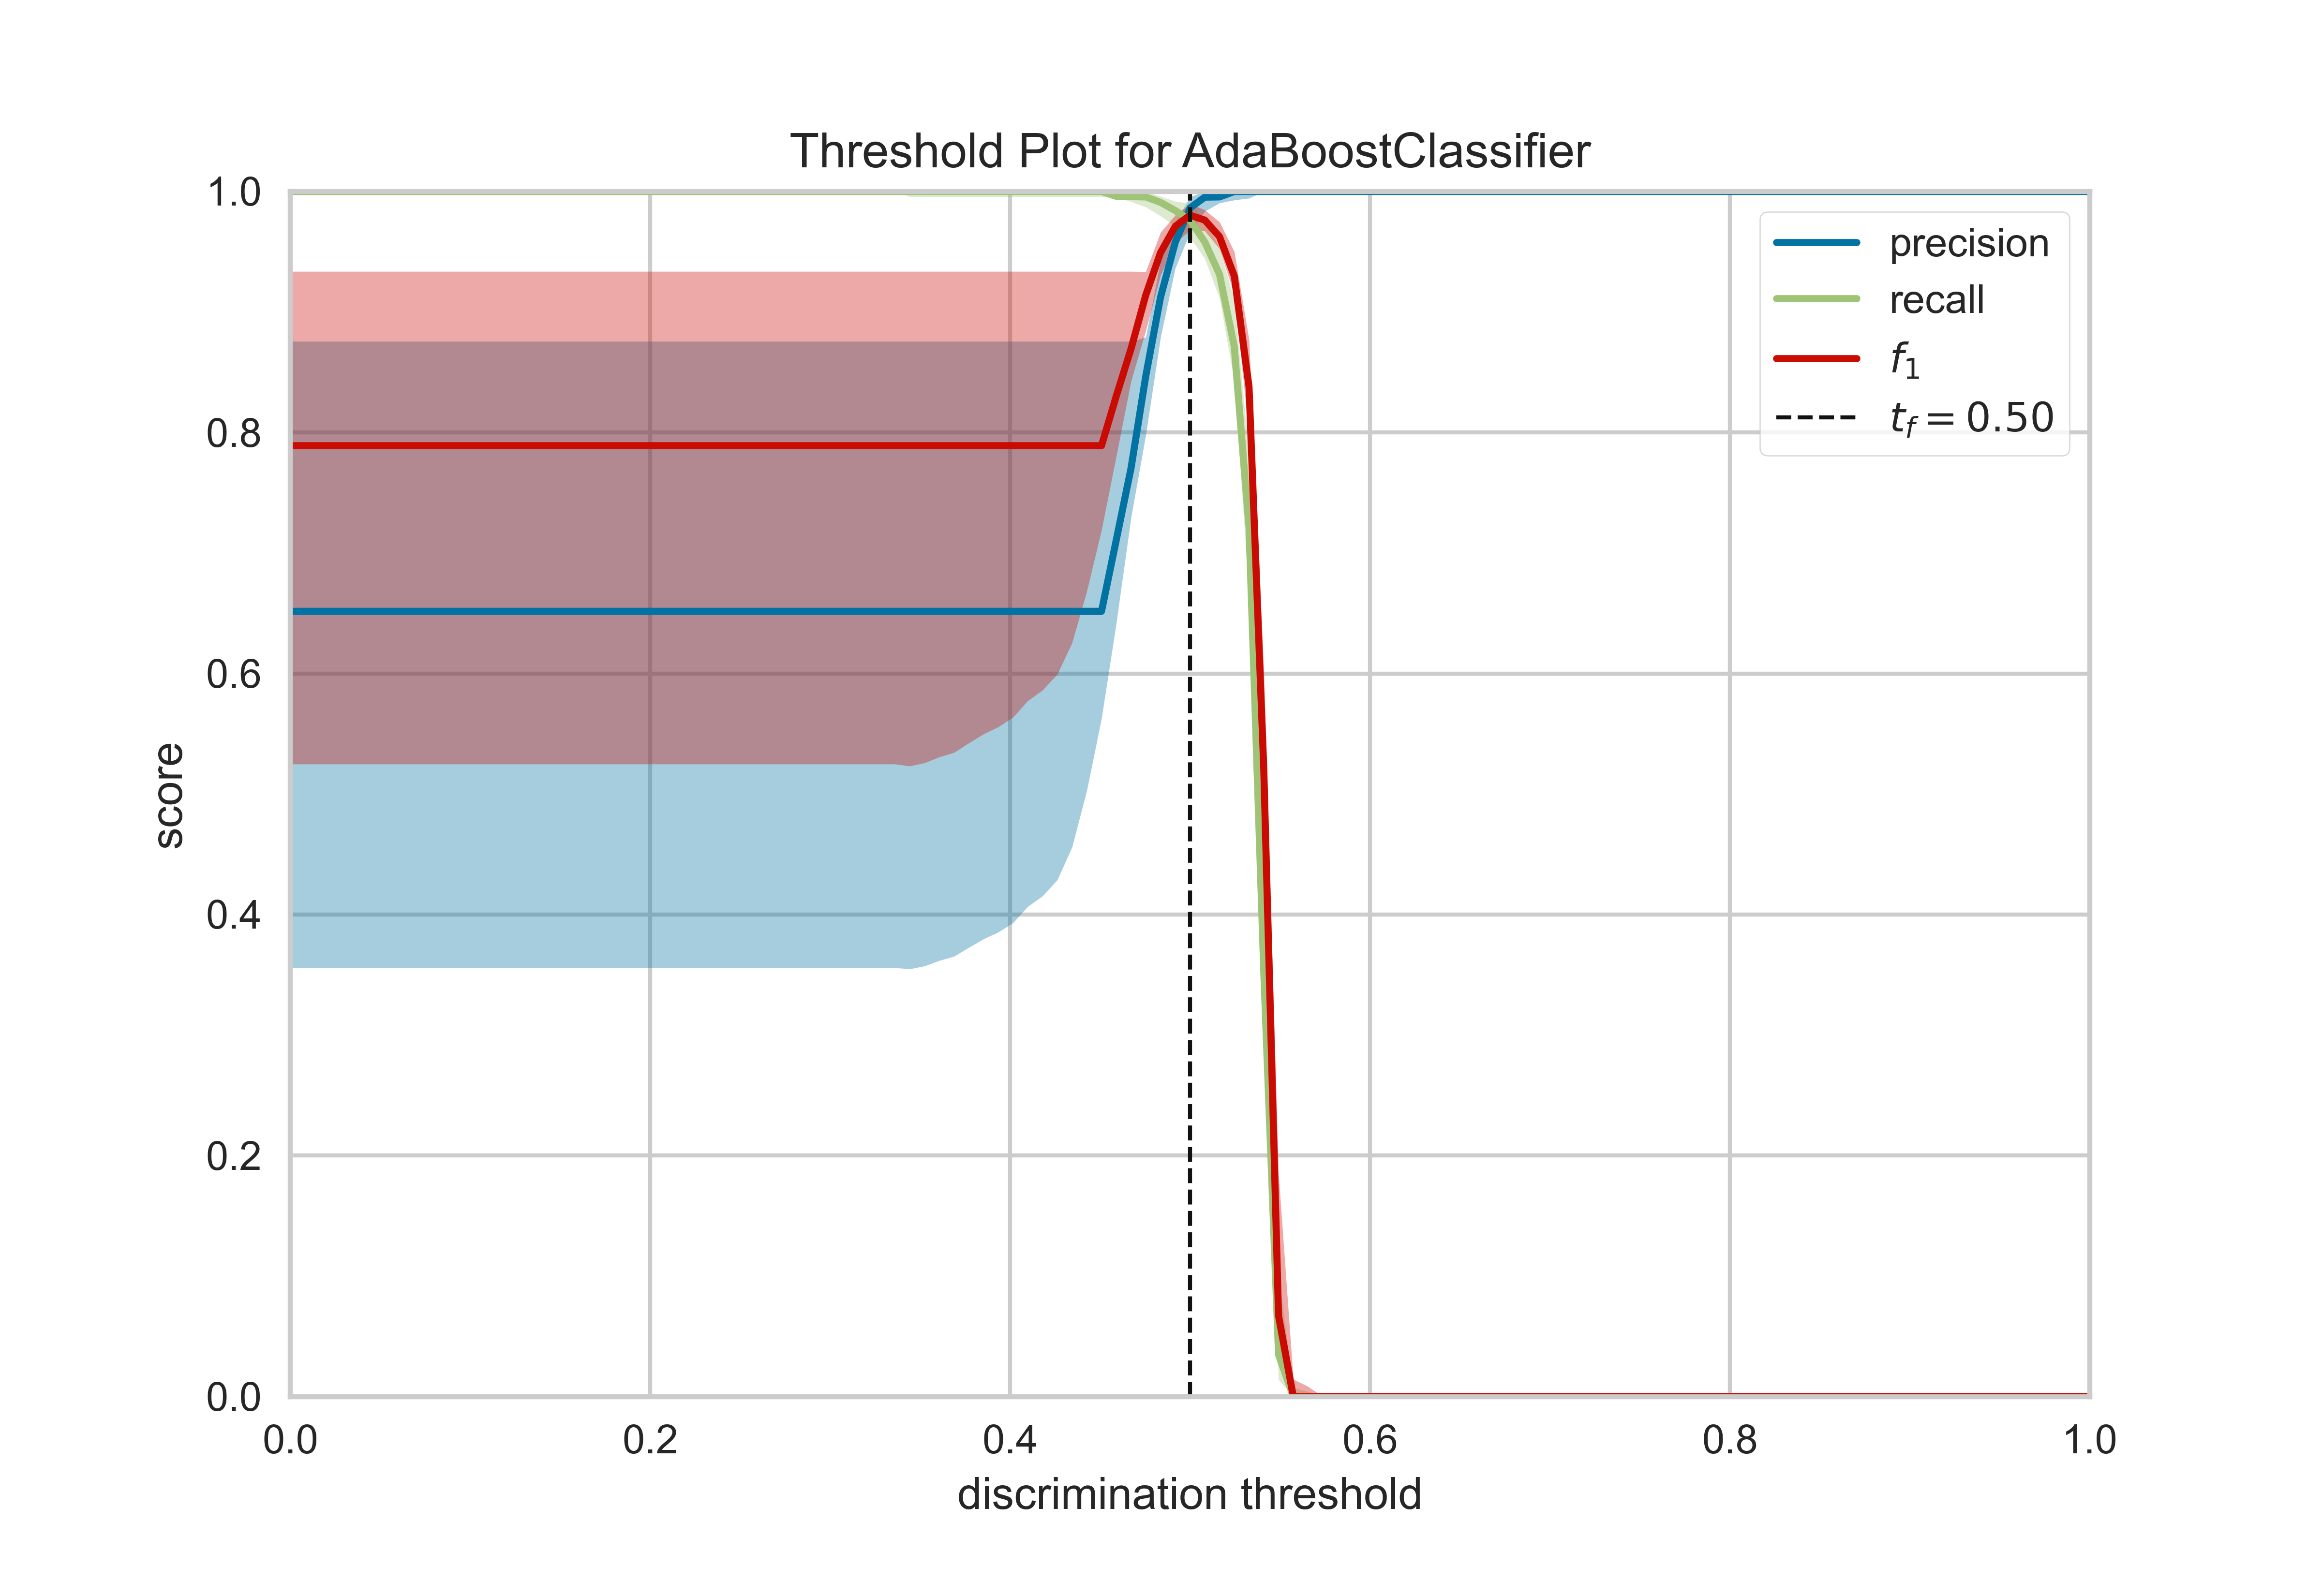 Threshold Plot for AdaBoostClassifier
1.0
0.8
0.6
0.4
0.2
0.0
score
0.0 0.2 0.4 0.6 0.8 1.0
discrimination threshold
precision
recall
f₁
t_f = 0.50